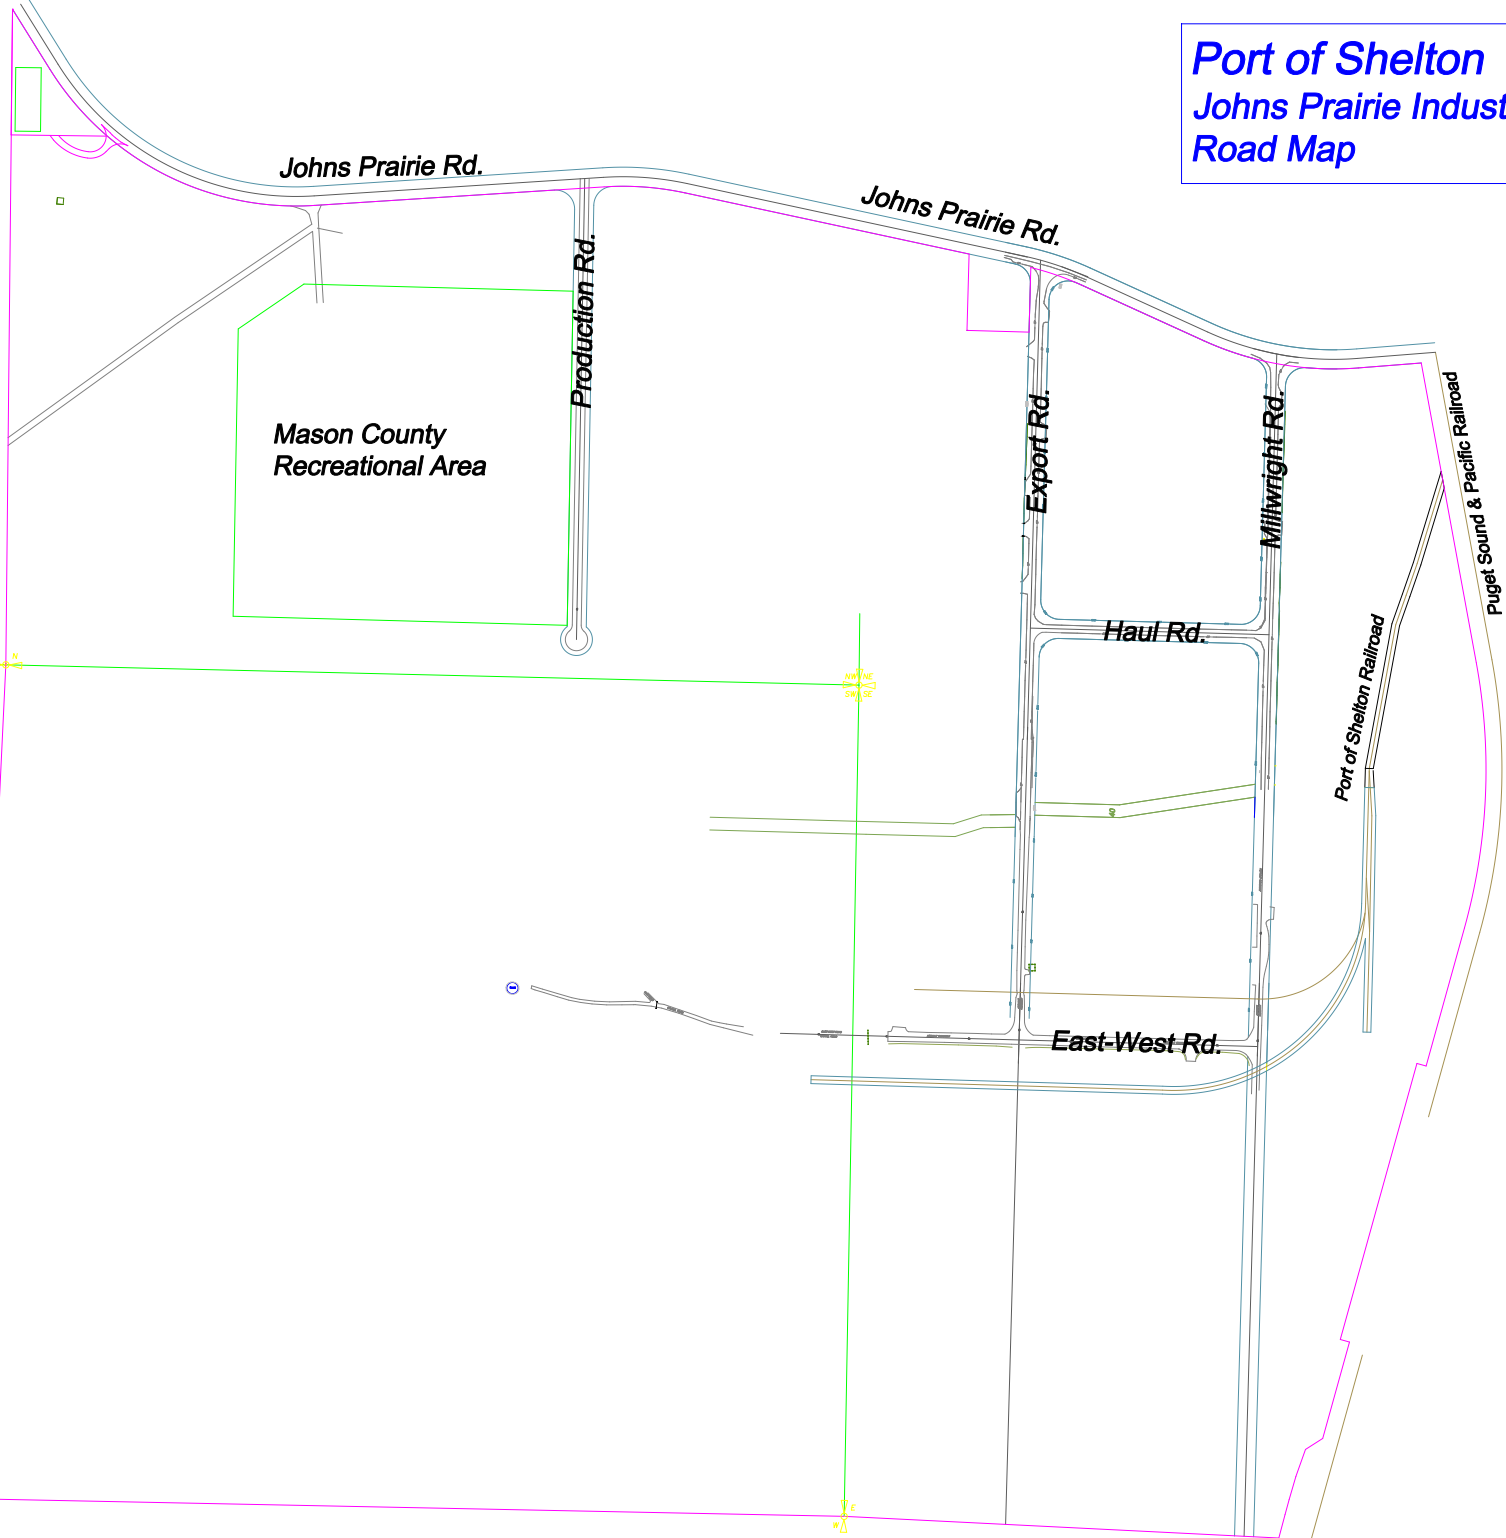 Port of Shelton
Johns Prairie Indust
Road Map
Johns Prairie Rd.
Johns Prairie Rd.
Production Rd.
Export Rd.
Millwright Rd.
Puget Sound & Pacific Railroad
Mason County
Recreational Area
Haul Rd.
Port of Shelton Railroad
40
East-West Rd.